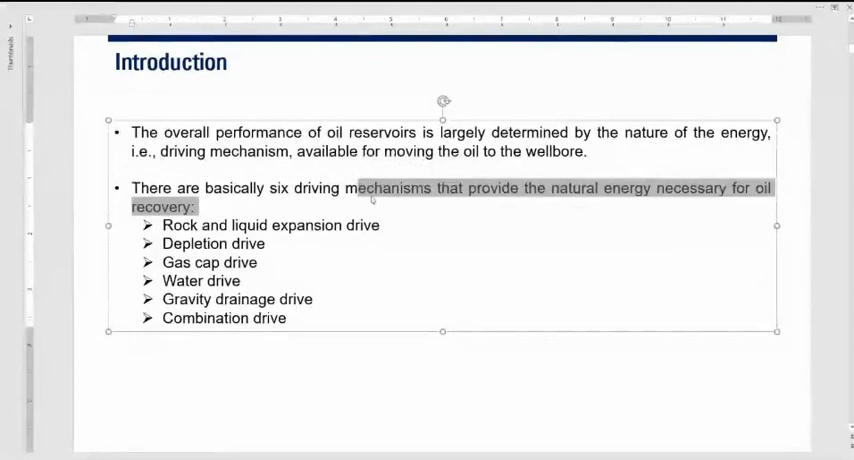 Thumbnails
Introduction
• The overall performance of oil reservoirs is largely determined by the nature of the energy,
i.e., driving mechanism, available for moving the oil to the wellbore.
• There are basically six driving mechanisms that provide the natural energy necessary for oil
recovery:
➤ Rock and liquid expansion drive
➤ Depletion drive
➤ Gas cap drive
➤ Water drive
➤ Gravity drainage drive
➤ Combination drive